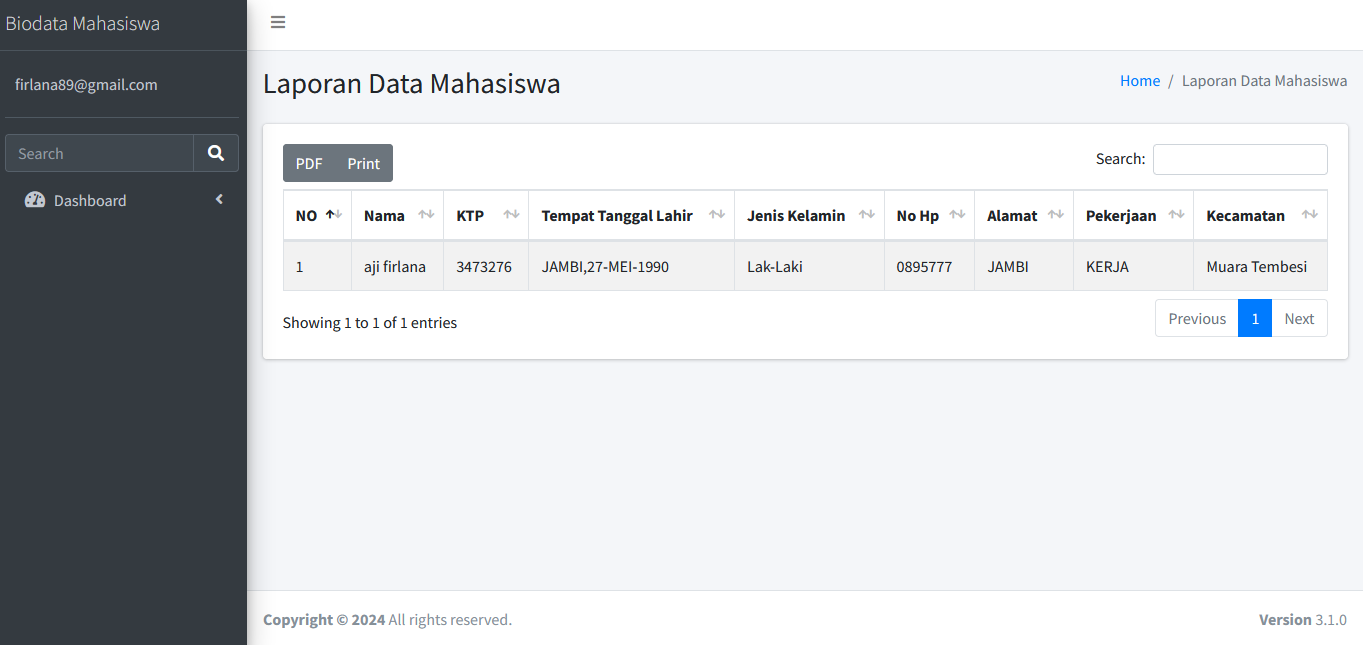 Biodata Mahasiswa
firlana89@gmail.com
Search
Dashboard
Laporan Data Mahasiswa
Home / Laporan Data Mahasiswa
PDF Print
Search:
NO Nama KTP Tempat Tanggal Lahir Jenis Kelamin No Hp Alamat Pekerjaan Kecamatan
1 aji firlana 3473276 JAMBI,27-MEI-1990 Lak-Laki 0895777 JAMBI KERJA Muara Tembesi
Showing 1 to 1 of 1 entries
Previous 1 Next
Copyright © 2024 All rights reserved.
Version 3.1.0